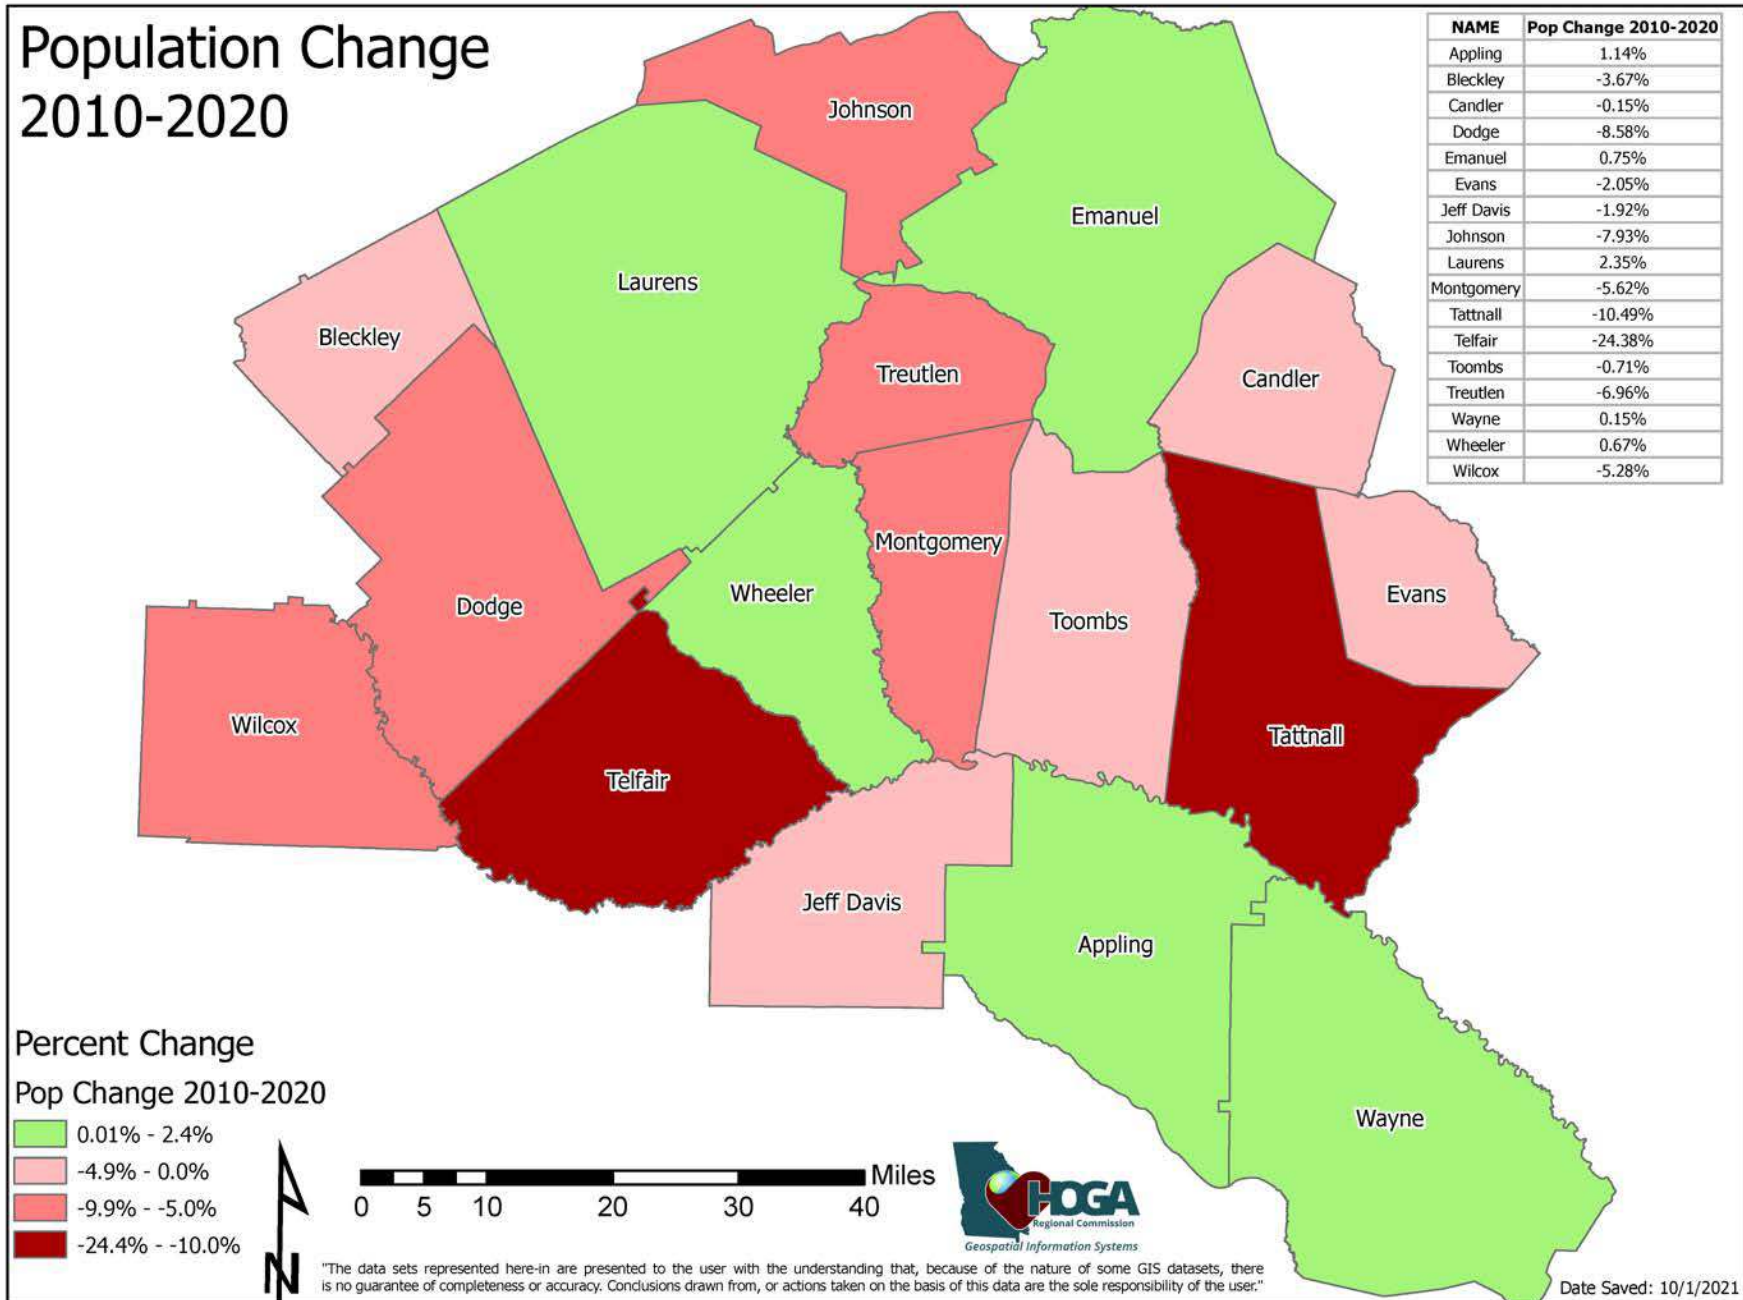 Population Change
2010-2020
NAME Pop Change 2010-2020
Appling 1.14%
Bleckley -3.67%
Candler -0.15%
Dodge -8.58%
Emanuel 0.75%
Evans -2.05%
Jeff Davis -1.92%
Johnson -7.93%
Laurens 2.35%
Montgomery -5.62%
Tattnall -10.49%
Telfair -24.38%
Toombs -0.71%
Treutlen -6.96%
Wayne 0.15%
Wheeler 0.67%
Wilcox -5.28%
Johnson
Emanuel
Laurens
Bleckley
Treutlen
Candler
Montgomery
Wheeler
Evans
Dodge
Toombs
Wilcox
Tattnall
Telfair
Jeff Davis
Appling
Wayne
Percent Change
Pop Change 2010-2020
0.01% - 2.4%
-4.9% - 0.0%
-9.9% - -5.0%
-24.4% - -10.0%
N
Miles
0 5 10 20 30 40
HOGA
Regional Commission
Geospatial Information Systems
"The data sets represented here-in are presented to the user with the understanding that, because of the nature of some GIS datasets, there
is no guarantee of completeness or accuracy. Conclusions drawn from, or actions taken on the basis of this data are the sole responsibility of the user."
Date Saved: 10/1/2021